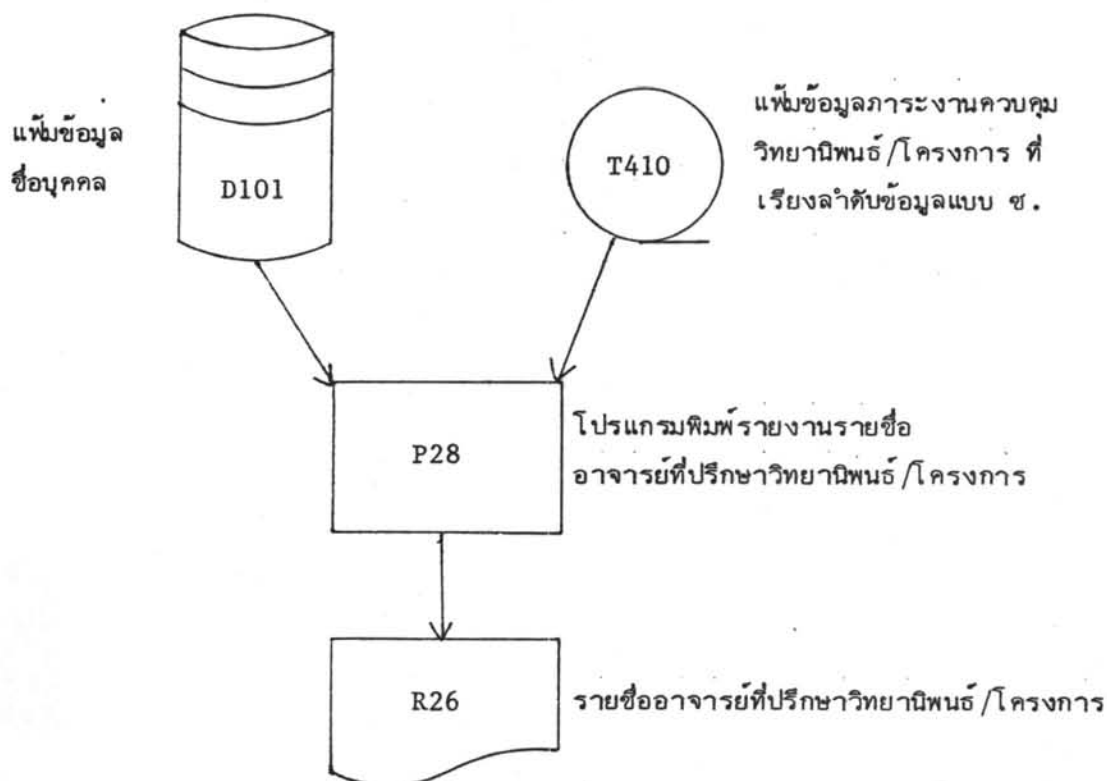 แฟ้มข้อมูล
ชื่อบุคคล
D101
T410
แฟ้มข้อมูลภาระงานควบคุม
วิทยานิพนธ์/โครงการ ที่
เรียงลำดับข้อมูลแบบ ซ.
P28
โปรแกรมพิมพ์รายงานรายชื่อ
อาจารย์ที่ปรึกษาวิทยานิพนธ์/โครงการ
R26
รายชื่ออาจารย์ที่ปรึกษาวิทยานิพนธ์/โครงการ